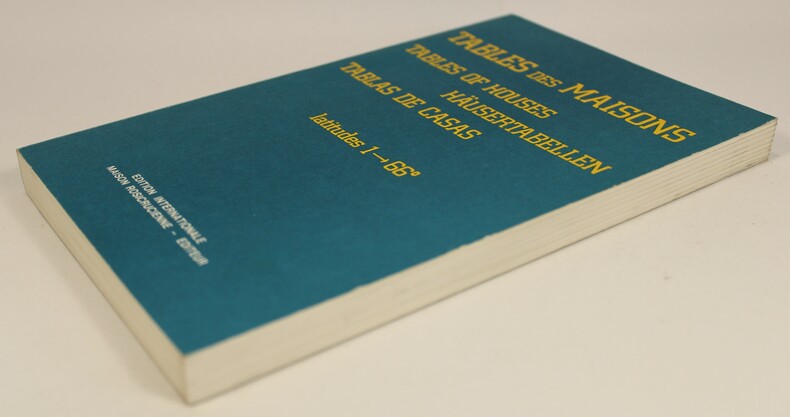 TABLES DES MAISONS
TABLES OF HOUSES
HÄUSERTABELLEN
TABLAS DE CASAS
latitudes 1 → 66°
EDITION INTERNATIONALE
MAISON ROSICRUCIENNE - EDITEUR